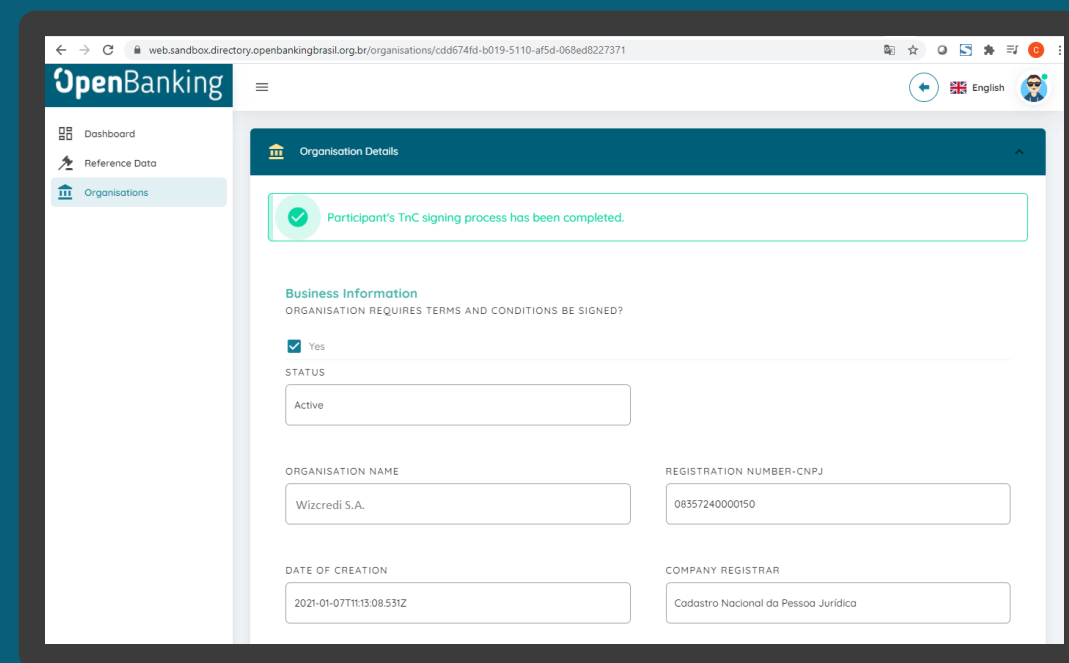 web.sandbox.directory.openbankingbrasil.org.br/organisations/cdd674fd-b019-5110-af5d-068ed8227371
C
OpenBanking
English
Dashboard
Reference Data
Organisations
Organisation Details
Participant's TnC signing process has been completed.
Business Information
ORGANISATION REQUIRES TERMS AND CONDITIONS BE SIGNED?
Yes
STATUS
Active
ORGANISATION NAME
REGISTRATION NUMBER-CNPJ
Wizcredi S.A.
08357240000150
DATE OF CREATION
COMPANY REGISTRAR
2021-01-07T11:13:08.531Z
Cadastro Nacional da Pessoa Jurídica